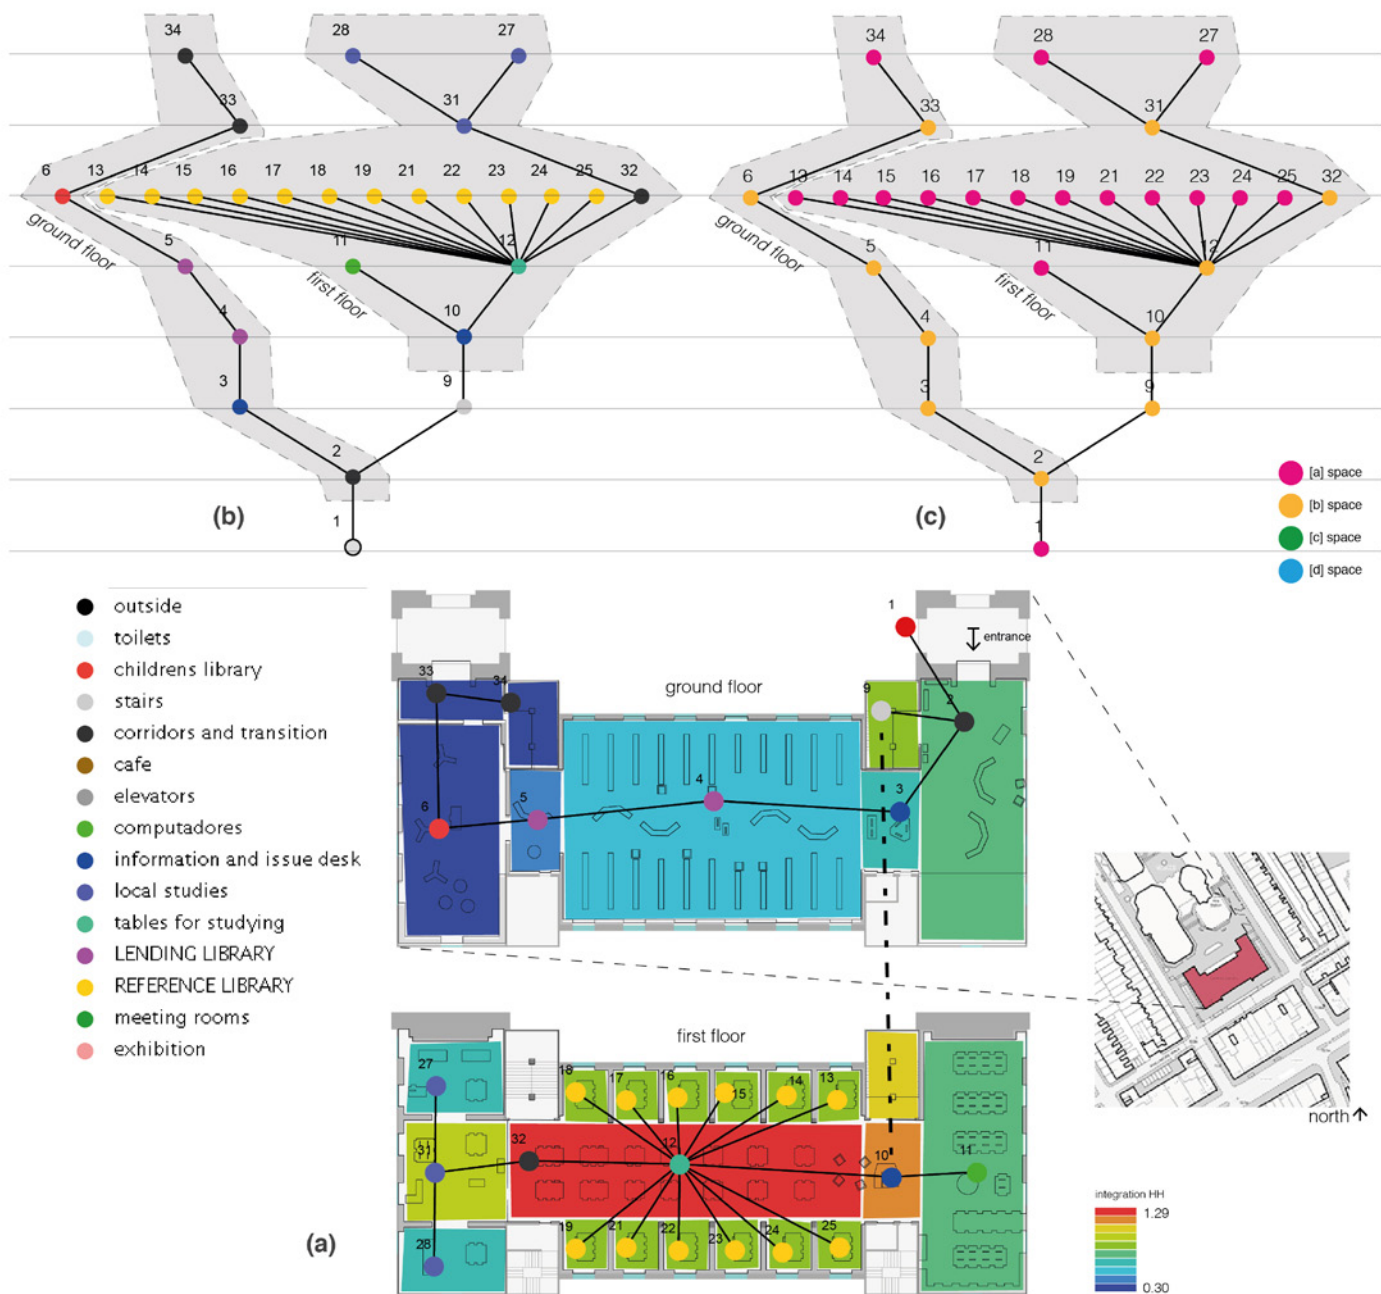 34 28 27
33 31
6 13 14 15 16 17 18 19 21 22 23 24 25 32
ground floor 5 11 12
first floor
4 10
3 9
2
(b)
1
34 28 27
33 31
6 13 14 15 16 17 18 19 21 22 23 24 25 32
ground floor 5 11 12
first floor
4 10
3 9
2
(c)
1
[a] space
[b] space
[c] space
[d] space
outside
toilets
childrens library
stairs
corridors and transition
cafe
elevators
computadores
information and issue desk
local studies
tables for studying
LENDING LIBRARY
REFERENCE LIBRARY
meeting rooms
exhibition
1
entrance
33 34 ground floor 9 2
6 5 4 3
first floor
27 18 17 16 15 14 13
31 32 12 10 11
28 19 21 22 23 24 25
(a)
north
integration HH
1.29
0.30